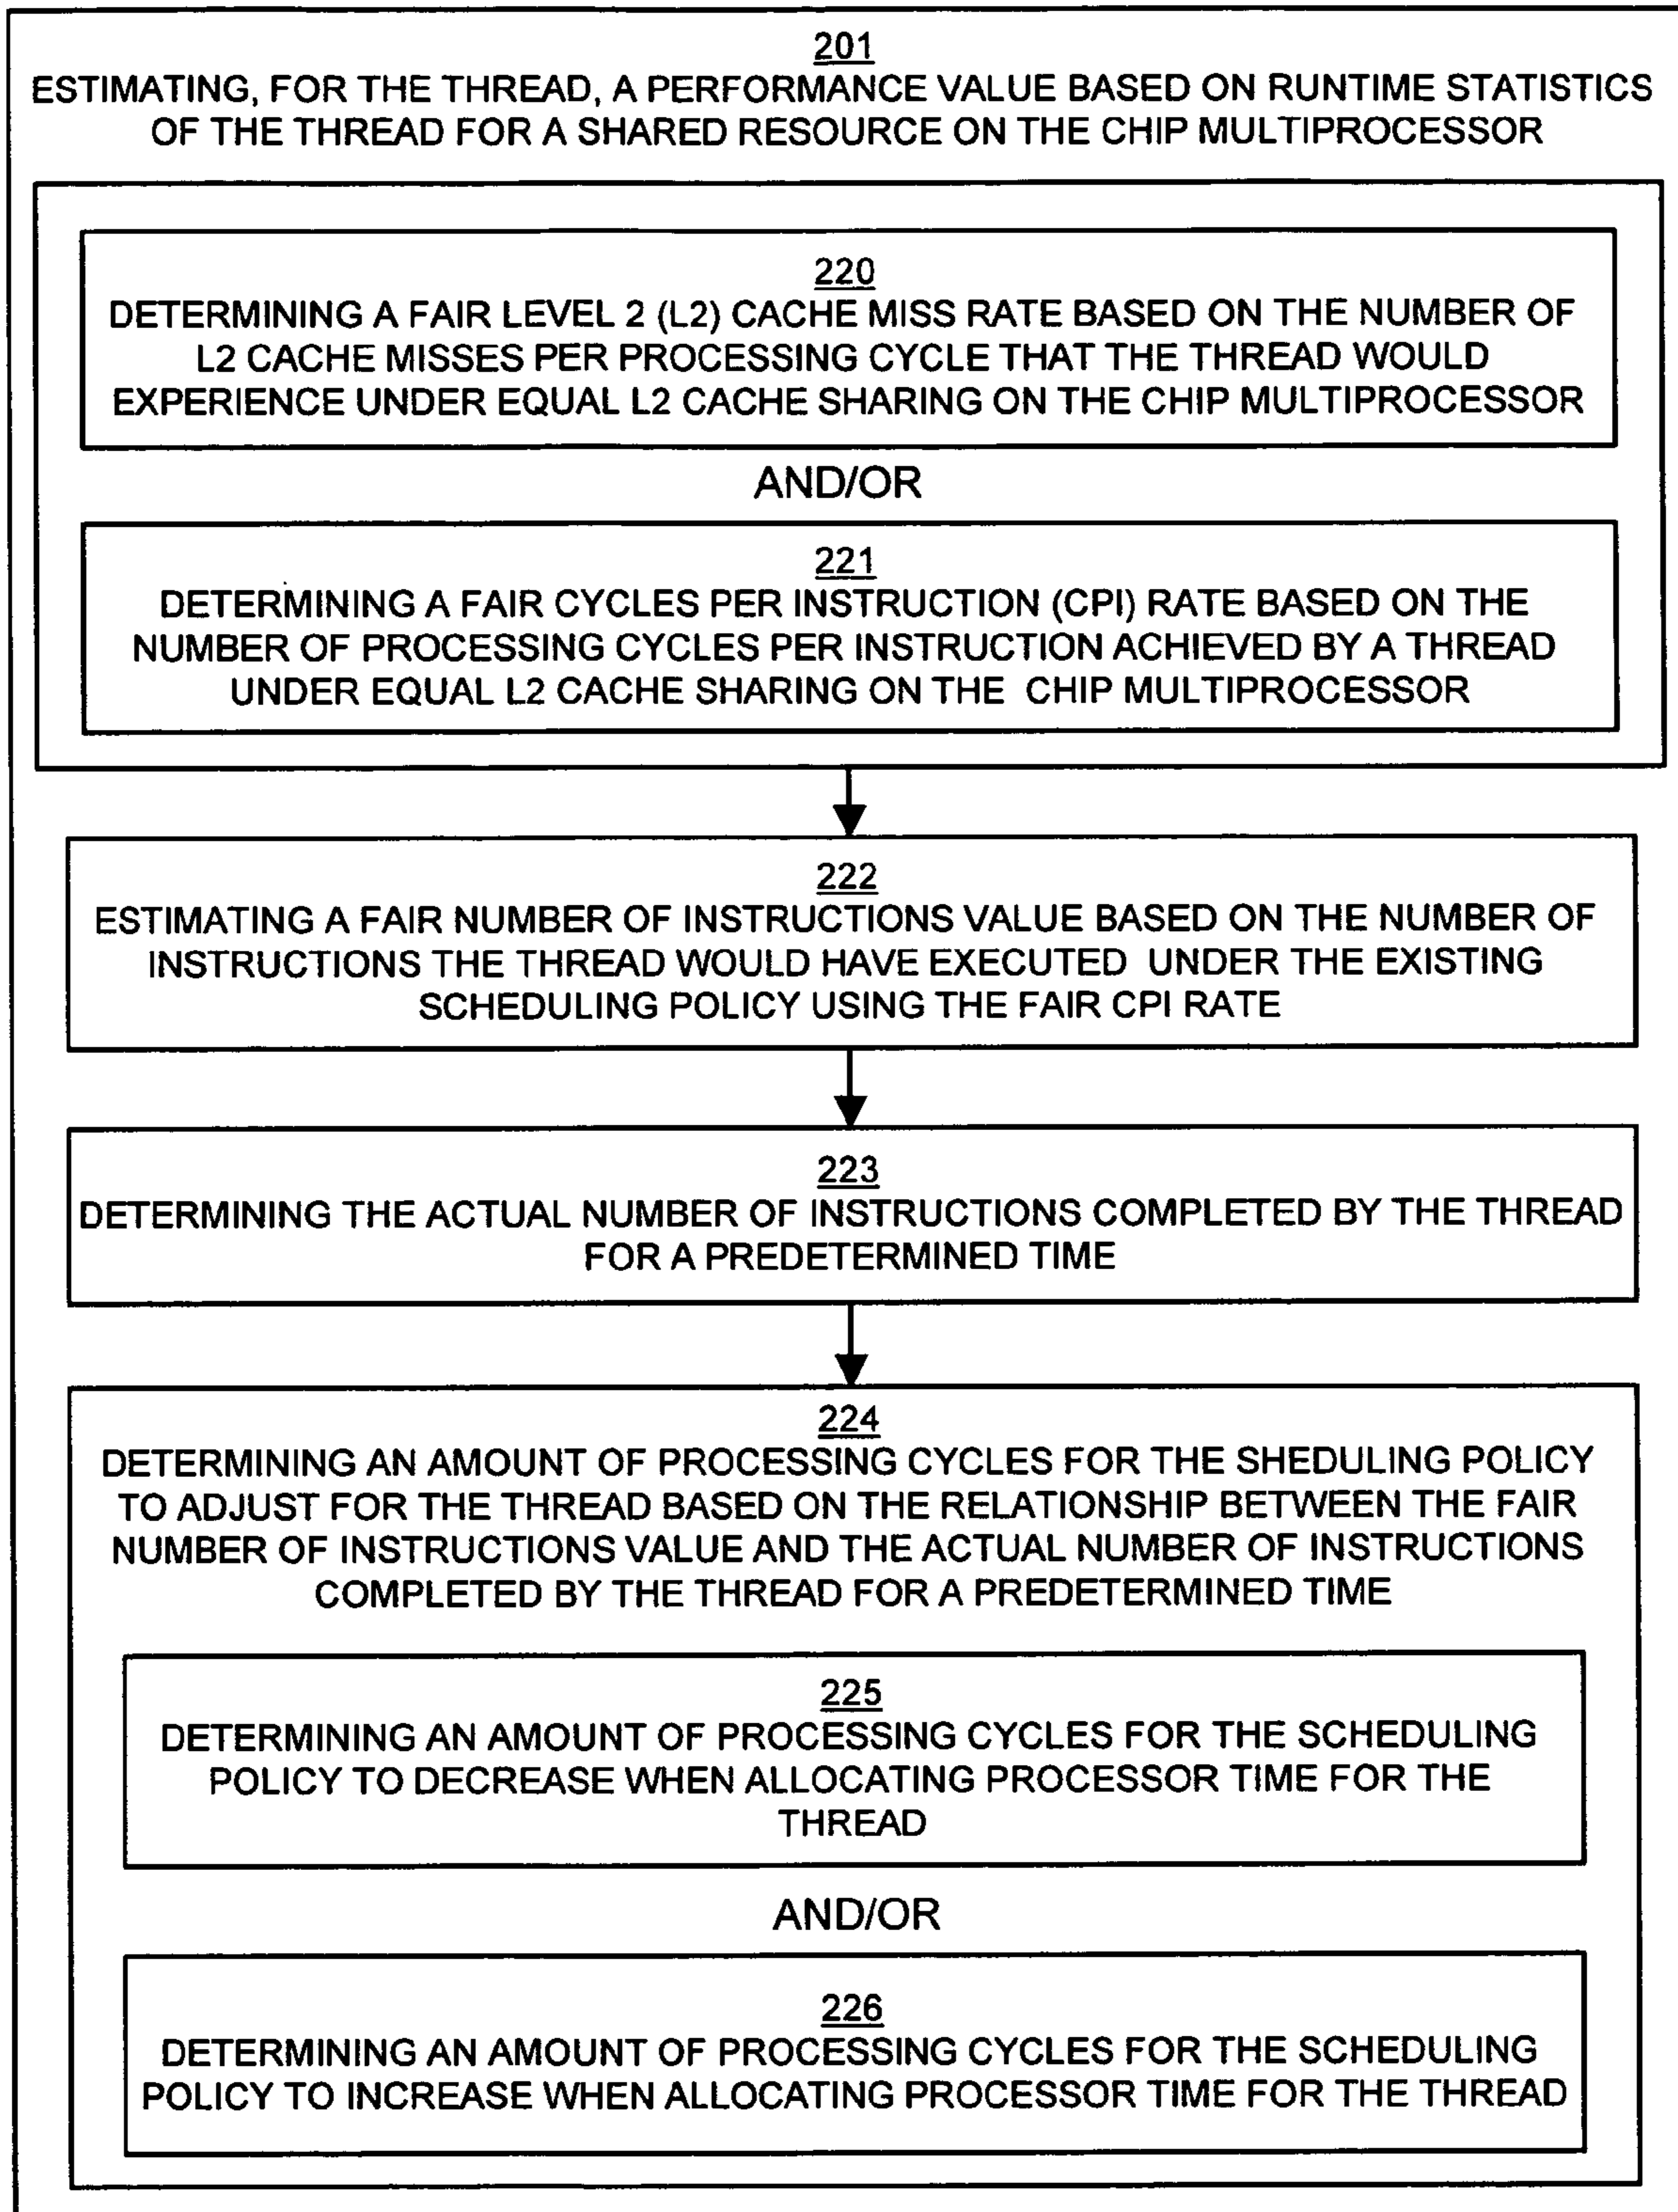 201
ESTIMATING, FOR THE THREAD, A PERFORMANCE VALUE BASED ON RUNTIME STATISTICS
OF THE THREAD FOR A SHARED RESOURCE ON THE CHIP MULTIPROCESSOR
220
DETERMINING A FAIR LEVEL 2 (L2) CACHE MISS RATE BASED ON THE NUMBER OF
L2 CACHE MISSES PER PROCESSING CYCLE THAT THE THREAD WOULD
EXPERIENCE UNDER EQUAL L2 CACHE SHARING ON THE CHIP MULTIPROCESSOR
AND/OR
221
DETERMINING A FAIR CYCLES PER INSTRUCTION (CPI) RATE BASED ON THE
NUMBER OF PROCESSING CYCLES PER INSTRUCTION ACHIEVED BY A THREAD
UNDER EQUAL L2 CACHE SHARING ON THE CHIP MULTIPROCESSOR
222
ESTIMATING A FAIR NUMBER OF INSTRUCTIONS VALUE BASED ON THE NUMBER OF
INSTRUCTIONS THE THREAD WOULD HAVE EXECUTED UNDER THE EXISTING
SCHEDULING POLICY USING THE FAIR CPI RATE
223
DETERMINING THE ACTUAL NUMBER OF INSTRUCTIONS COMPLETED BY THE THREAD
FOR A PREDETERMINED TIME
224
DETERMINING AN AMOUNT OF PROCESSING CYCLES FOR THE SHEDULING POLICY
TO ADJUST FOR THE THREAD BASED ON THE RELATIONSHIP BETWEEN THE FAIR
NUMBER OF INSTRUCTIONS VALUE AND THE ACTUAL NUMBER OF INSTRUCTIONS
COMPLETED BY THE THREAD FOR A PREDETERMINED TIME
225
DETERMINING AN AMOUNT OF PROCESSING CYCLES FOR THE SCHEDULING
POLICY TO DECREASE WHEN ALLOCATING PROCESSOR TIME FOR THE
THREAD
AND/OR
226
DETERMINING AN AMOUNT OF PROCESSING CYCLES FOR THE SCHEDULING
POLICY TO INCREASE WHEN ALLOCATING PROCESSOR TIME FOR THE THREAD